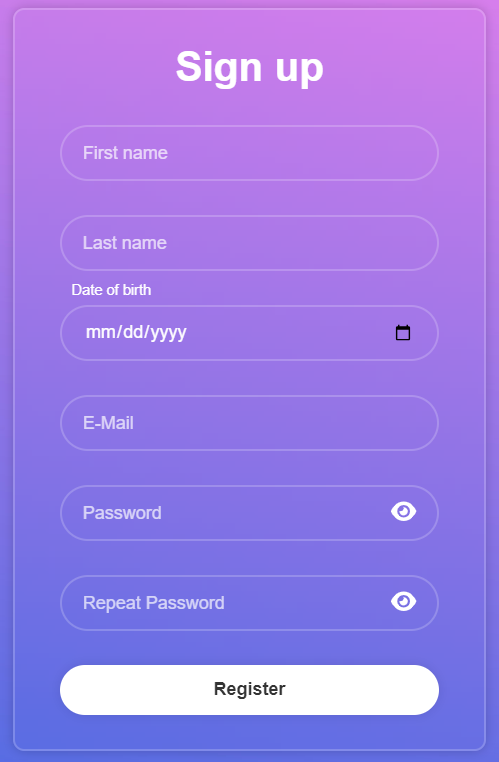 Sign up
First name
Last name
Date of birth
mm/dd/yyyy
E-Mail
Password
Repeat Password
Register